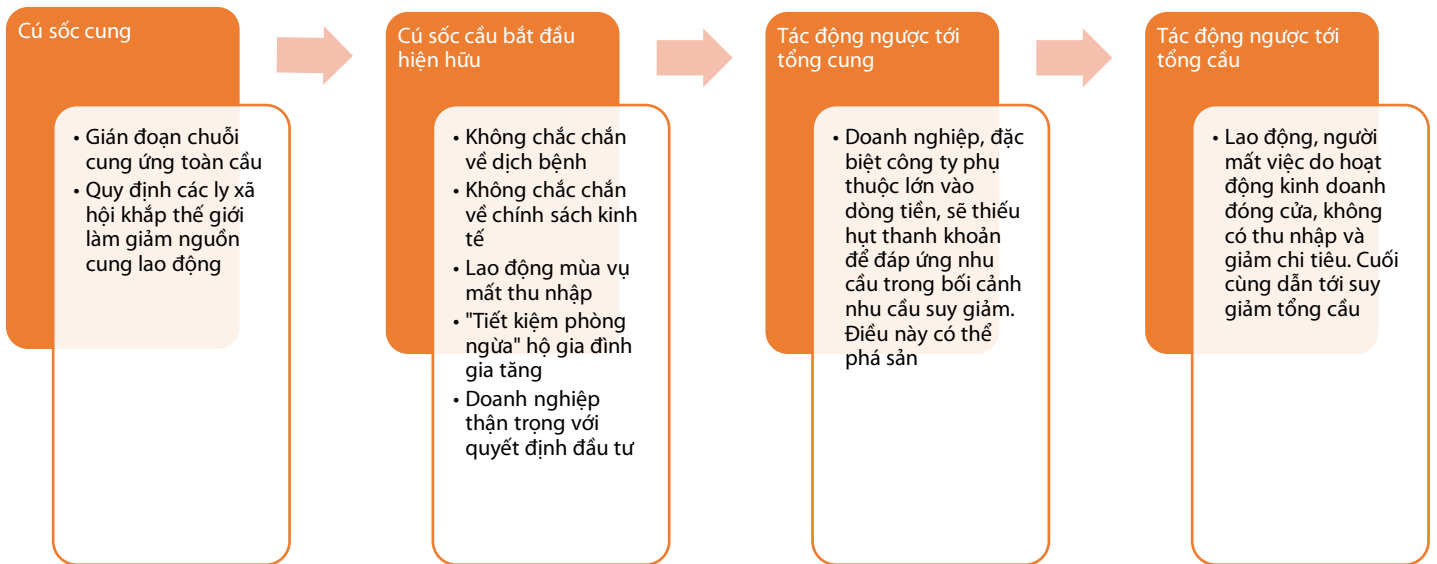 Cú sốc cung
• Gián đoạn chuỗi
cung ứng toàn cầu
• Quy định các ly xã
hội khắp thế giới
làm giảm nguồn
cung lao động
Cú sốc cầu bắt đầu
hiện hữu
• Không chắc chắn
về dịch bệnh
• Không chắc chắn
về chính sách kinh
tế
• Lao động mùa vụ
mất thu nhập
• "Tiết kiệm phòng
ngừa" hộ gia đình
gia tăng
• Doanh nghiệp
thận trọng với
quyết định đầu tư
Tác động ngược tới
tổng cung
• Doanh nghiệp, đặc
biệt công ty phụ
thuộc lớn vào
dòng tiền, sẽ thiếu
hụt thanh khoản
để đáp ứng nhu
cầu trong bối cảnh
nhu cầu suy giảm.
Điều này có thể
phá sản
Tác động ngược tới
tổng cầu
• Lao động, người
mất việc do hoạt
động kinh doanh
đóng cửa, không
có thu nhập và
giảm chi tiêu. Cuối
cùng dẫn tới suy
giảm tổng cầu